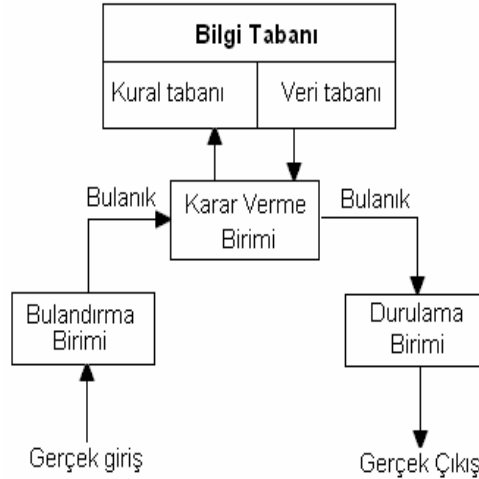 Bilgi Tabanı
Kural tabanı
Veri tabanı
Bulanık
Karar Verme
Birimi
Bulanık
Bulandırma
Birimi
Durulama
Birimi
Gerçek giriş
Gerçek Çıkış